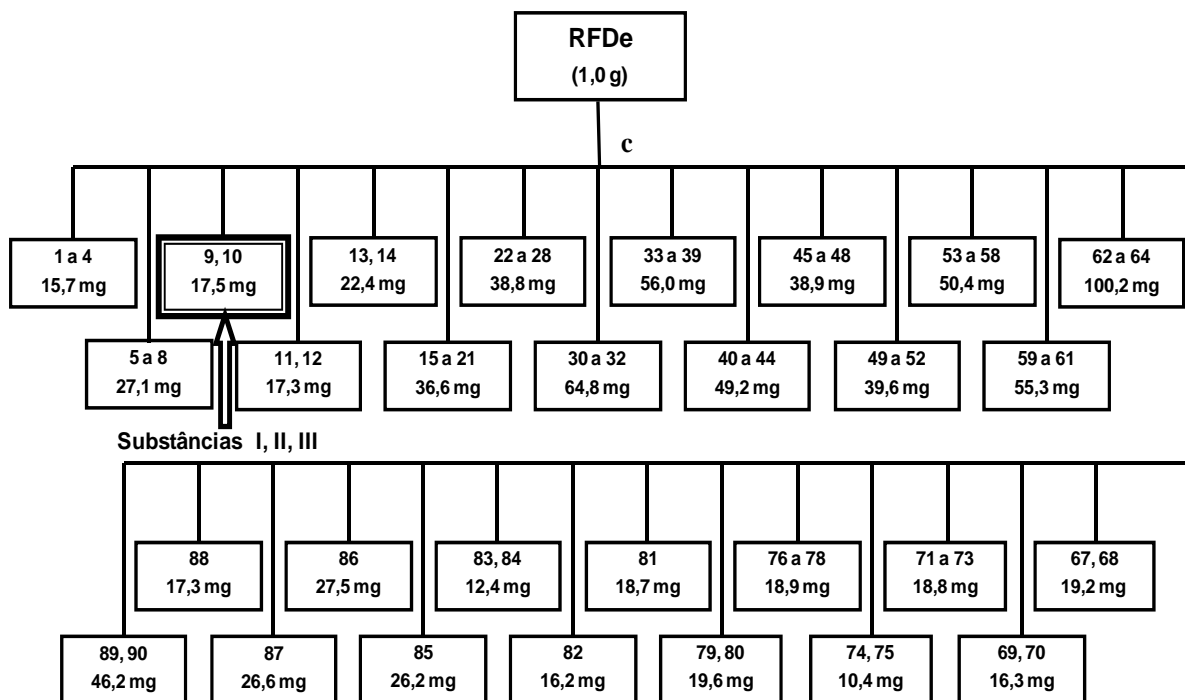 RFDe
(1,0 g)
c
1 a 4
15,7 mg
9, 10
17,5 mg
13, 14
22,4 mg
22 a 28
38,8 mg
33 a 39
56,0 mg
45 a 48
38,9 mg
53 a 58
50,4 mg
62 a 64
100,2 mg
5 a 8
27,1 mg
11, 12
17,3 mg
15 a 21
36,6 mg
30 a 32
64,8 mg
40 a 44
49,2 mg
49 a 52
39,6 mg
59 a 61
55,3 mg
Substâncias I, II, III
88
17,3 mg
86
27,5 mg
83, 84
12,4 mg
81
18,7 mg
76 a 78
18,9 mg
71 a 73
18,8 mg
67, 68
19,2 mg
89, 90
46,2 mg
87
26,6 mg
85
26,2 mg
82
16,2 mg
79, 80
19,6 mg
74, 75
10,4 mg
69, 70
16,3 mg